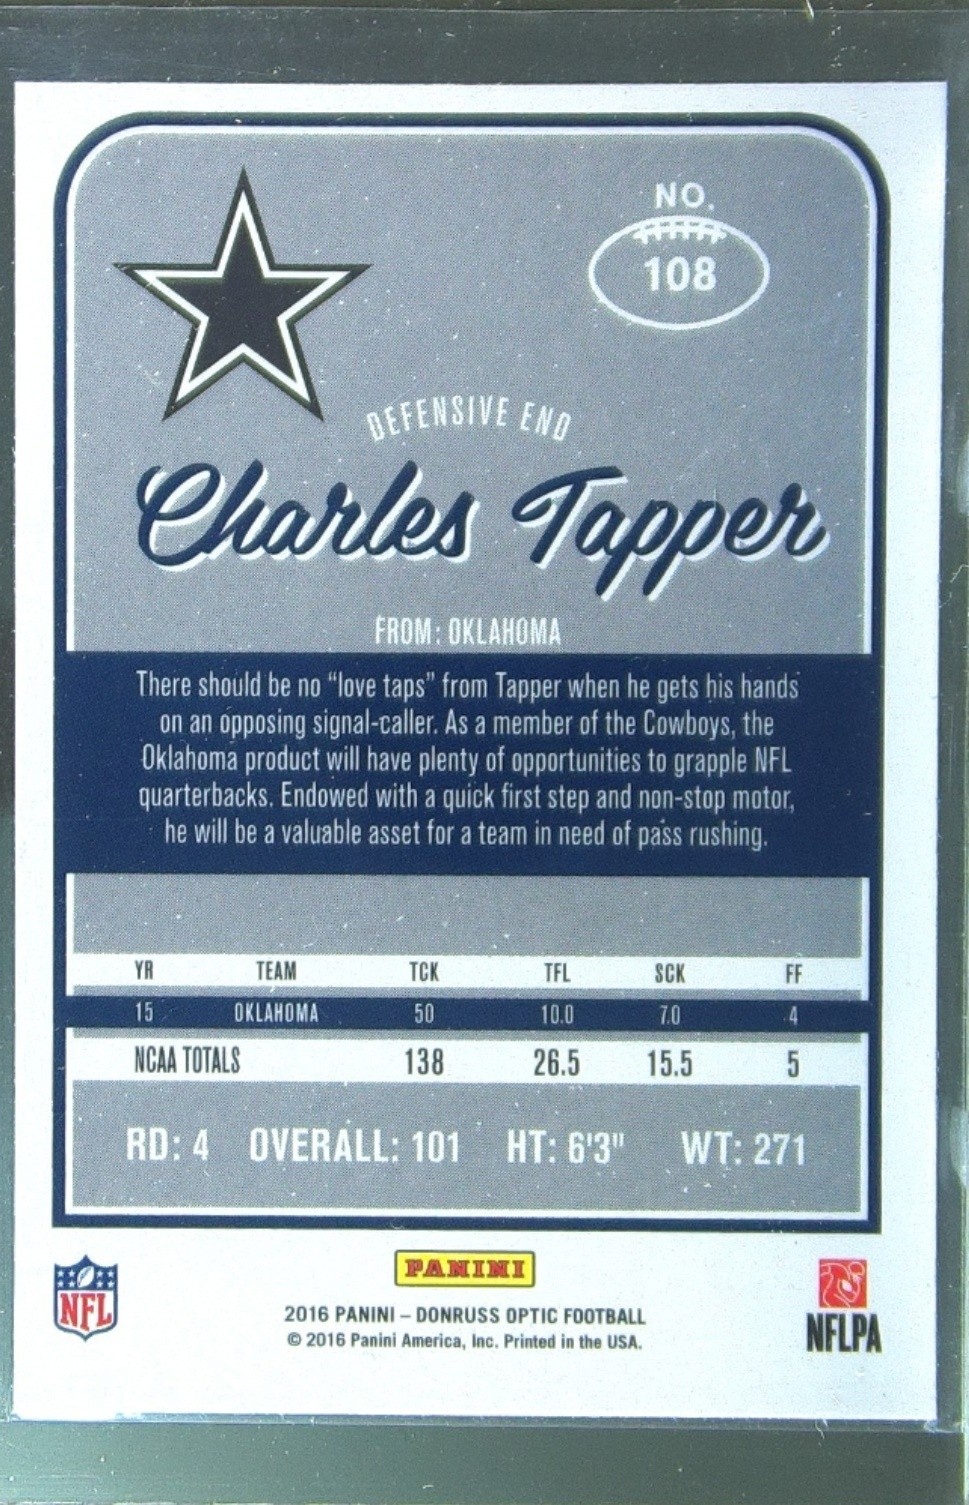 NO.
108
DEFENSIVE END
Charles Tapper
FROM: OKLAHOMA
There should be no “love taps” from Tapper when he gets his hands
on an opposing signal-caller. As a member of the Cowboys, the
Oklahoma product will have plenty of opportunities to grapple NFL
quarterbacks. Endowed with a quick first step and non-stop motor,
he will be a valuable asset for a team in need of pass rushing.
YR TEAM TCK TFL SCK FF
15 OKLAHOMA 50 10.0 7.0 4
NCAA TOTALS 138 26.5 15.5 5
RD: 4 OVERALL: 101 HT: 6'3" WT: 271
NFL
PANINI
2016 PANINI – DONRUSS OPTIC FOOTBALL
© 2016 Panini America, Inc. Printed in the USA.
NFLPA